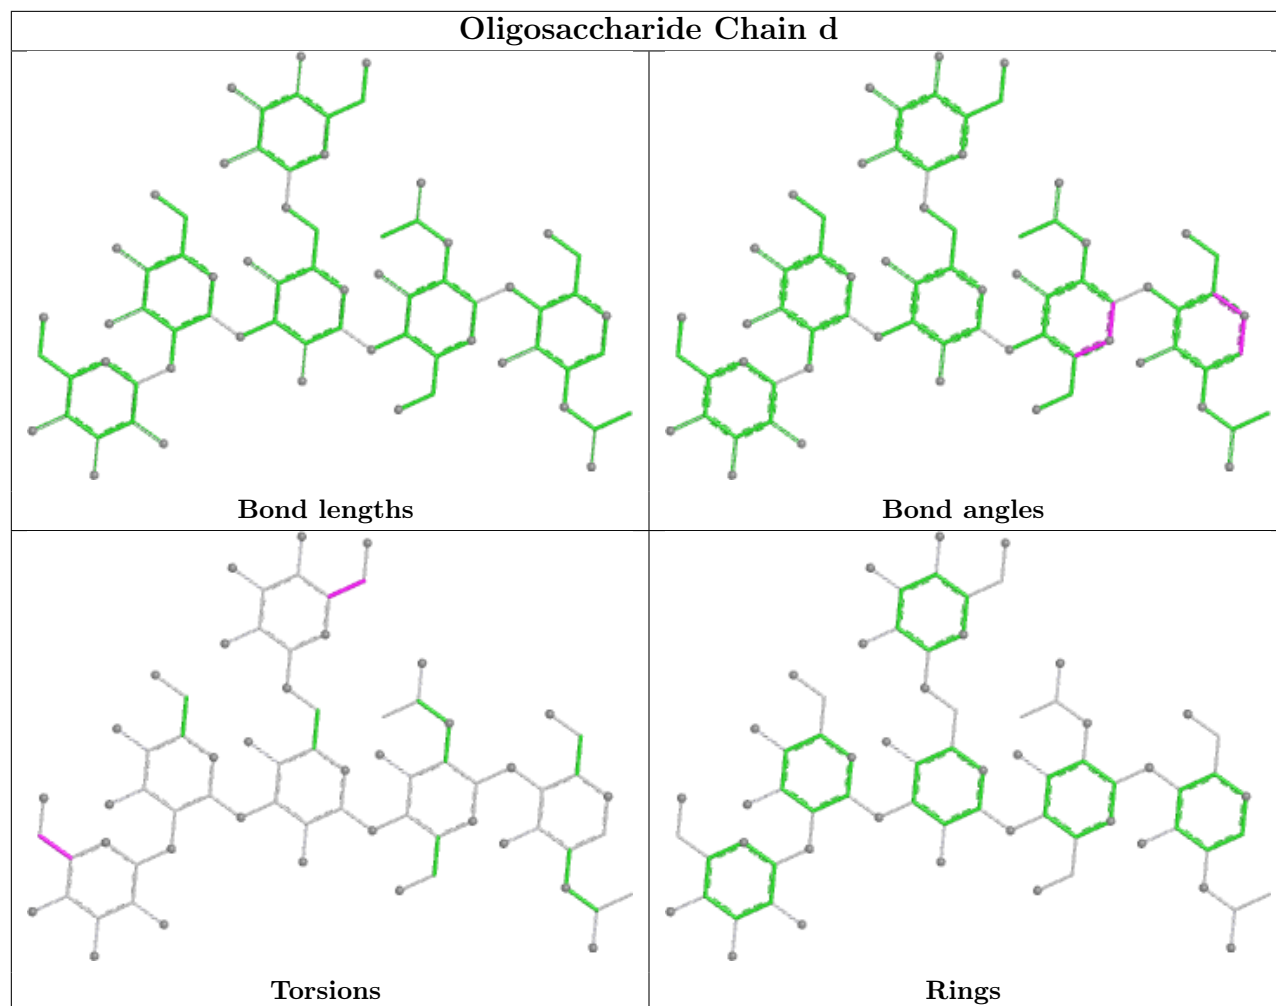 Oligosaccharide Chain d
Bond lengths
Bond angles
Torsions
Rings